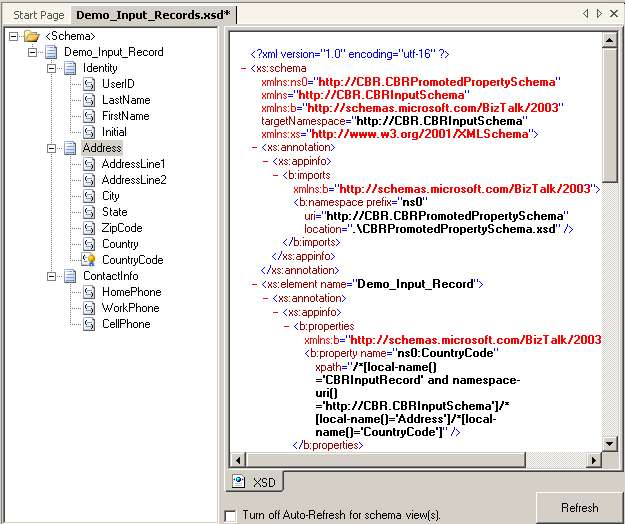 Start Page
Demo_Input_Records.xsd*
<Schema>
Demo_Input_Record
Identity
UserID
LastName
FirstName
Initial
Address
AddressLine1
AddressLine2
City
State
ZipCode
Country
CountryCode
ContactInfo
HomePhone
WorkPhone
CellPhone
<?xml version="1.0" encoding="utf-16" ?>
- <xs:schema
xmlns:ns0="http://CBR.CBRPromotedPropertySchema"
xmlns="http://CBR.CBRInputSchema"
xmlns:b="http://schemas.microsoft.com/BizTalk/2003"
targetNamespace="http://CBR.CBRInputSchema"
xmlns:xs="http://www.w3.org/2001/XMLSchema">
- <xs:annotation>
- <xs:appinfo>
- <b:imports
xmlns:b="http://schemas.microsoft.com/BizTalk/2003">
<b:namespace prefix="ns0"
uri="http://CBR.CBRPromotedPropertySchema"
location=".\CBRPromotedPropertySchema.xsd" />
</b:imports>
</xs:appinfo>
</xs:annotation>
- <xs:element name="Demo_Input_Record">
- <xs:annotation>
- <xs:appinfo>
- <b:properties
xmlns:b="http://schemas.microsoft.com/BizTalk/2003
<b:property name="ns0:CountryCode"
xpath="/*[local-name()
='CBRInputRecord' and namespace-
uri()
='http://CBR.CBRInputSchema']/*
[local-name()='Address']/*[local-
name()='CountryCode']" />
</b:properties>
XSD
Turn off Auto-Refresh for schema view(s).
Refresh